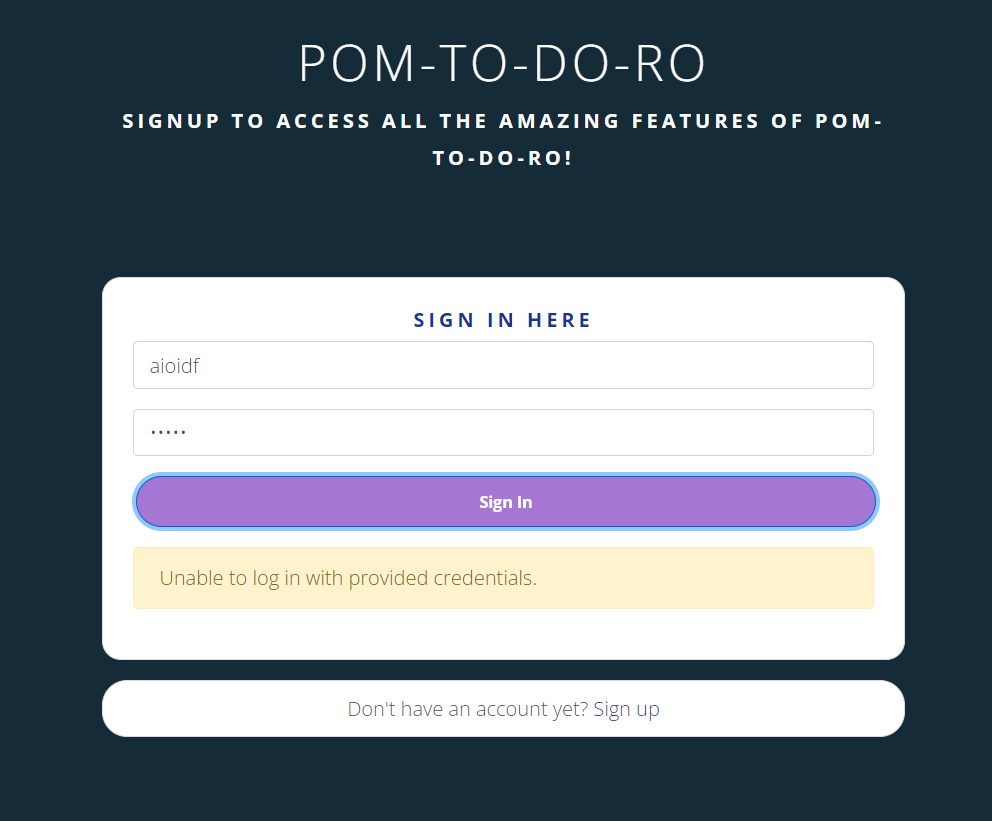 POM-TO-DO-RO
SIGNUP TO ACCESS ALL THE AMAZING FEATURES OF POM-
TO-DO-RO!
SIGN IN HERE
aioidf
•••••
Sign In
Unable to log in with provided credentials.
Don't have an account yet? Sign up